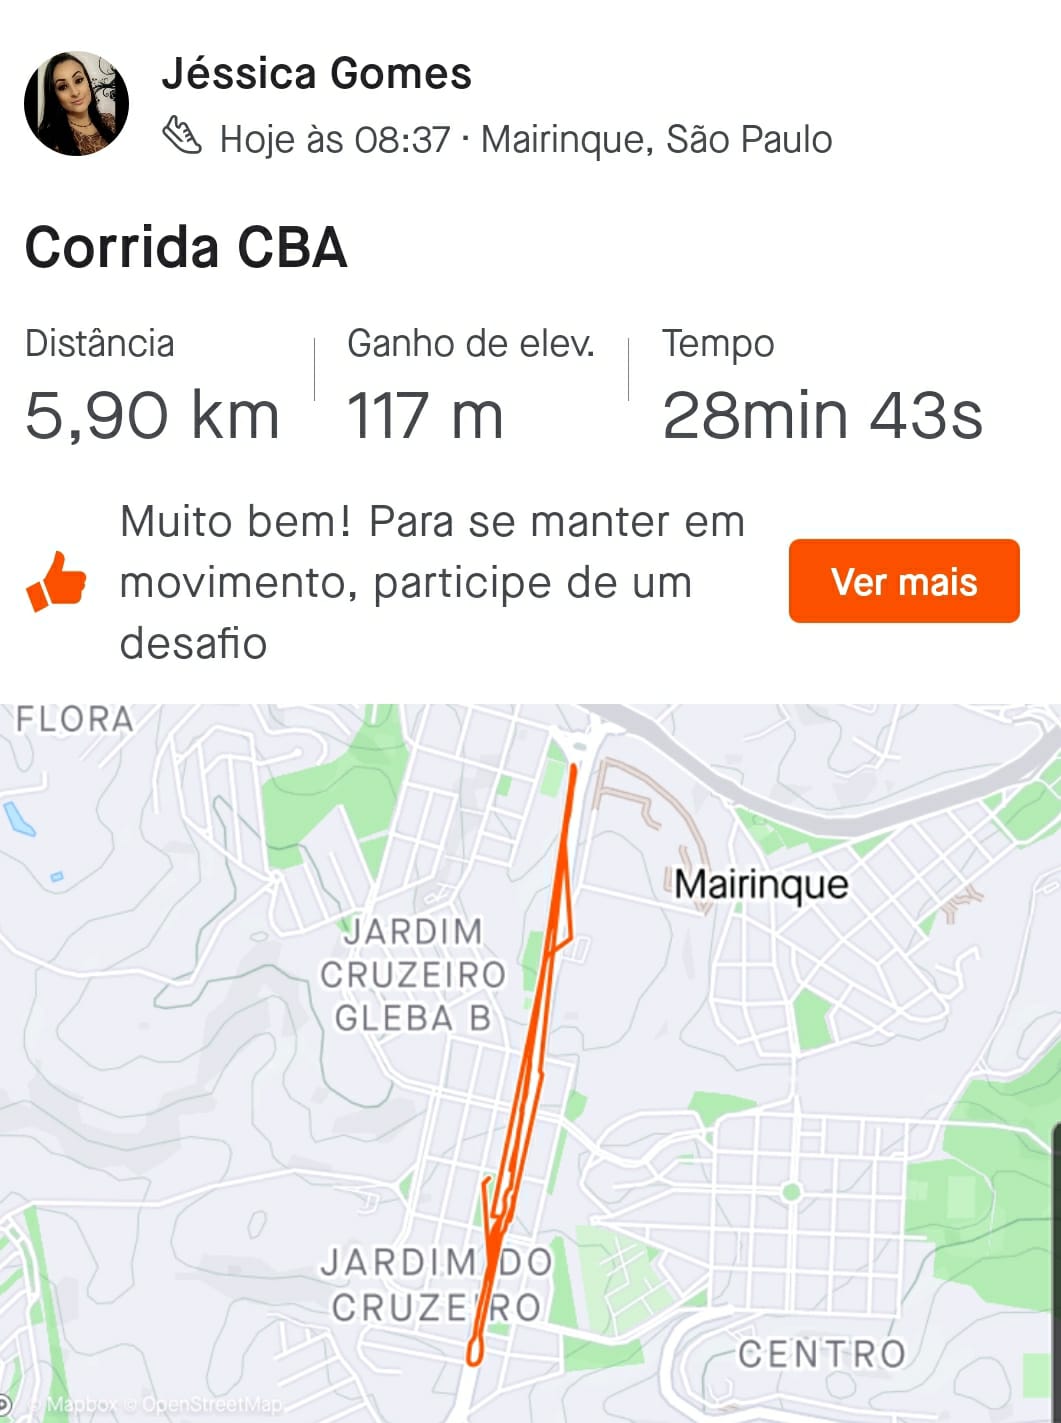 Jéssica Gomes
Hoje às 08:37 · Mairinque, São Paulo
Corrida CBA
Distância
5,90 km
Ganho de elev.
117 m
Tempo
28min 43s
Muito bem! Para se manter em
movimento, participe de um
desafio
Ver mais
FLORA
Mairinque
JARDIM
CRUZEIRO
GLEBA B
JARDIM DO
CRUZEIRO
CENTRO
© Mapbox © OpenStreetMap